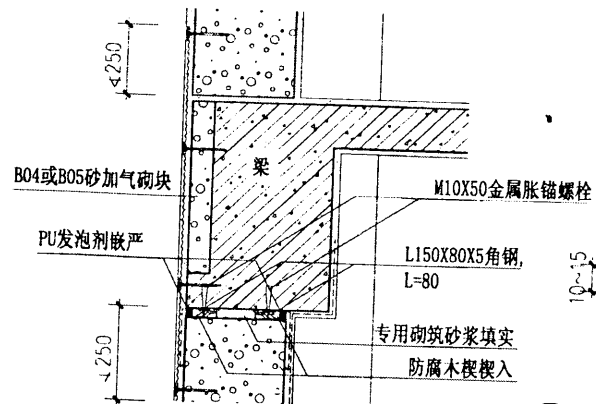 ≮250
梁
B04或B05砂加气砌块
M10X50金属胀锚螺栓
PU发泡剂嵌严
L150X80X5角钢,
L=80
10~15
≮250
专用砌筑砂浆填实
防腐木楔楔入